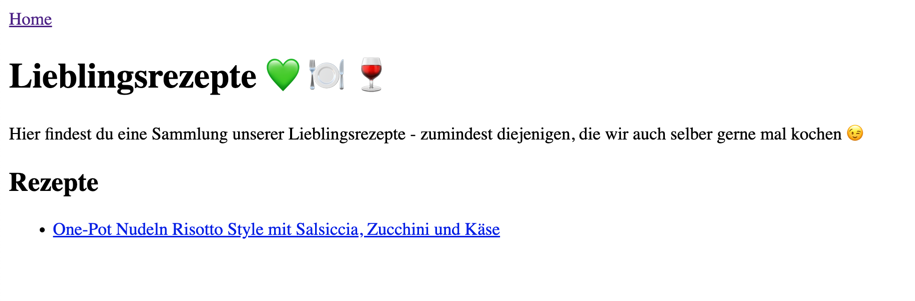 Home
Lieblingsrezepte 💚 🍽️ 🍷
Hier findest du eine Sammlung unserer Lieblingsrezepte - zumindest diejenigen, die wir auch selber gerne mal kochen 😉
Rezepte
• One-Pot Nudeln Risotto Style mit Salsiccia, Zucchini und Käse